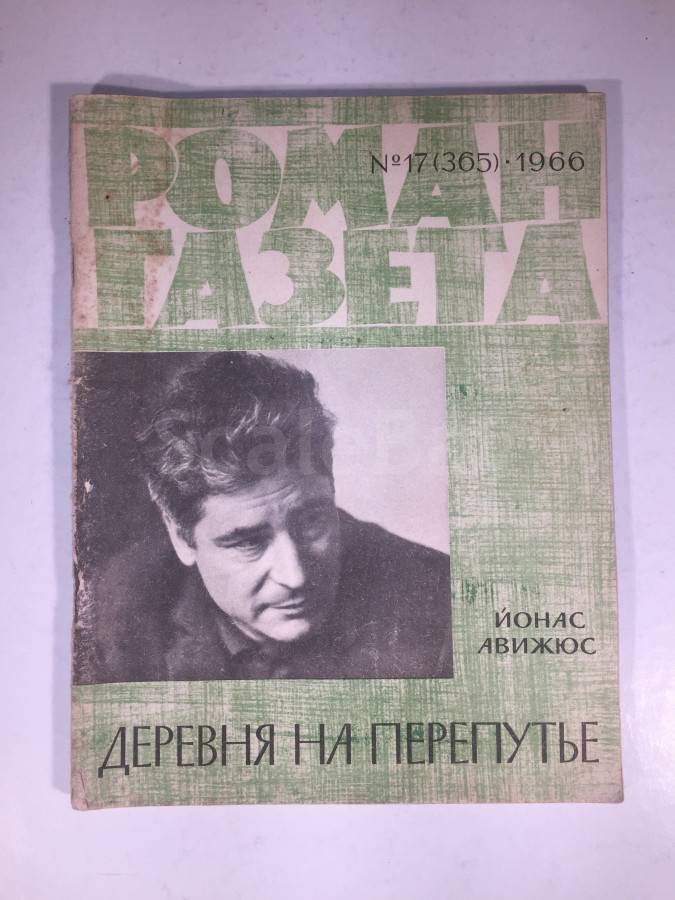 РОМАН
№17(365)·1966
ГАЗЕТА
ЙОНАС
АВИЖЮС
ДЕРЕВНЯ НА ПЕРЕПУТЬЕ